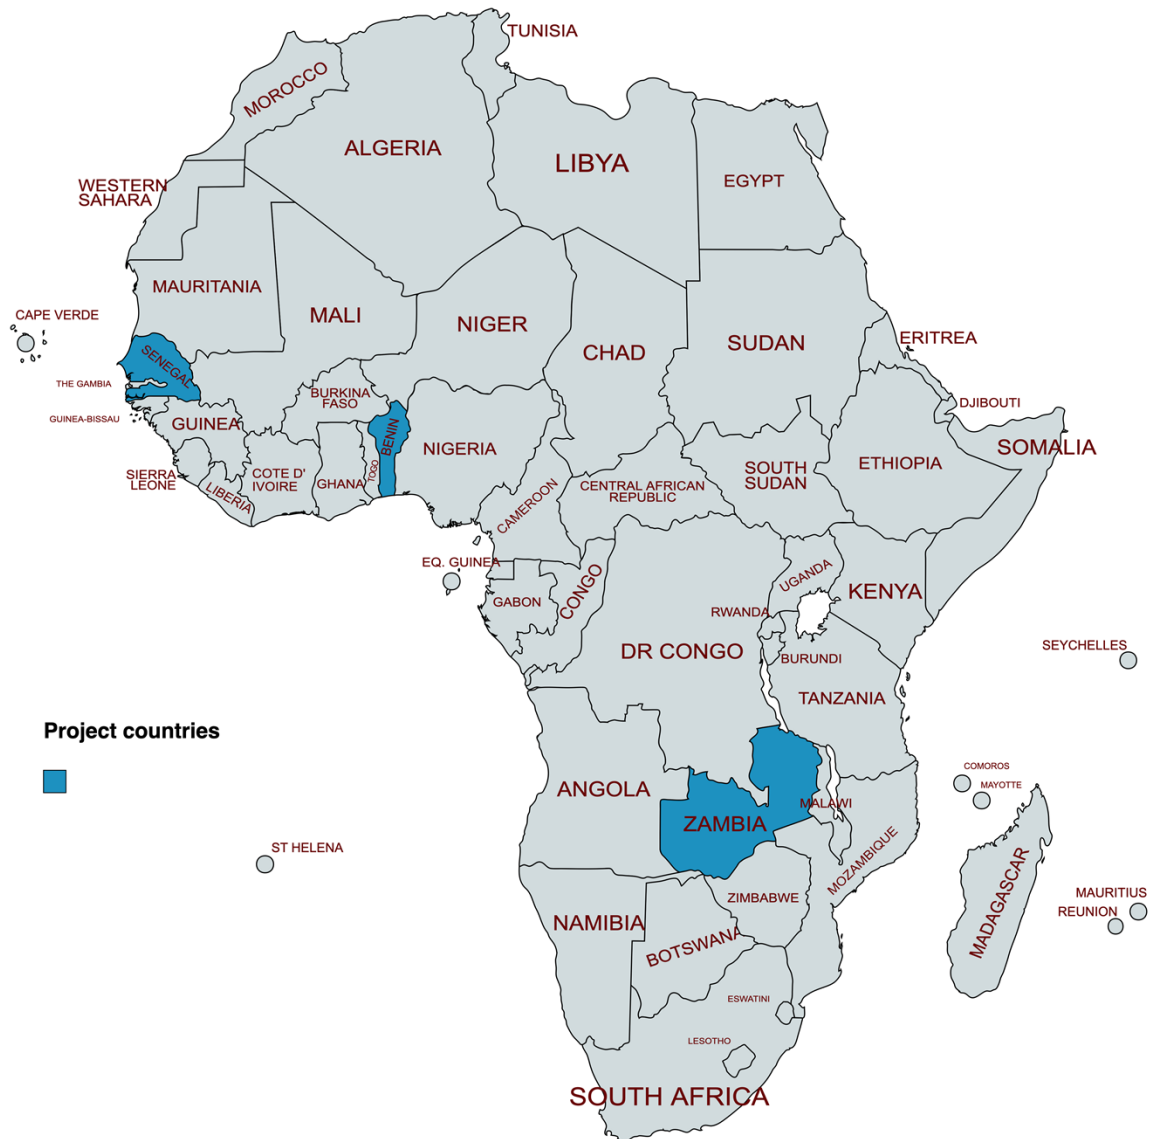 TUNISIA
MOROCCO
ALGERIA
LIBYA
EGYPT
WESTERN
SAHARA
MAURITANIA
MALI
NIGER
CHAD
SUDAN
ERITREA
CAPE VERDE
SENEGAL
THE GAMBIA
GUINEA-BISSAU
GUINEA
BURKINA
FASO
BENIN
NIGERIA
DJIBOUTI
SOMALIA
ETHIOPIA
SOUTH
SUDAN
SIERRA
LEONE
LIBERIA
COTE D'
IVOIRE
GHANA
TOGO
CAMEROON
CENTRAL AFRICAN
REPUBLIC
EQ. GUINEA
GABON
CONGO
UGANDA
KENYA
RWANDA
DR CONGO
BURUNDI
SEYCHELLES
TANZANIA
Project countries
ANGOLA
ZAMBIA
MALAWI
COMOROS
MAYOTTE
ST HELENA
MOZAMBIQUE
MADAGASCAR
MAURITIUS
REUNION
ZIMBABWE
NAMIBIA
BOTSWANA
ESWATINI
LESOTHO
SOUTH AFRICA